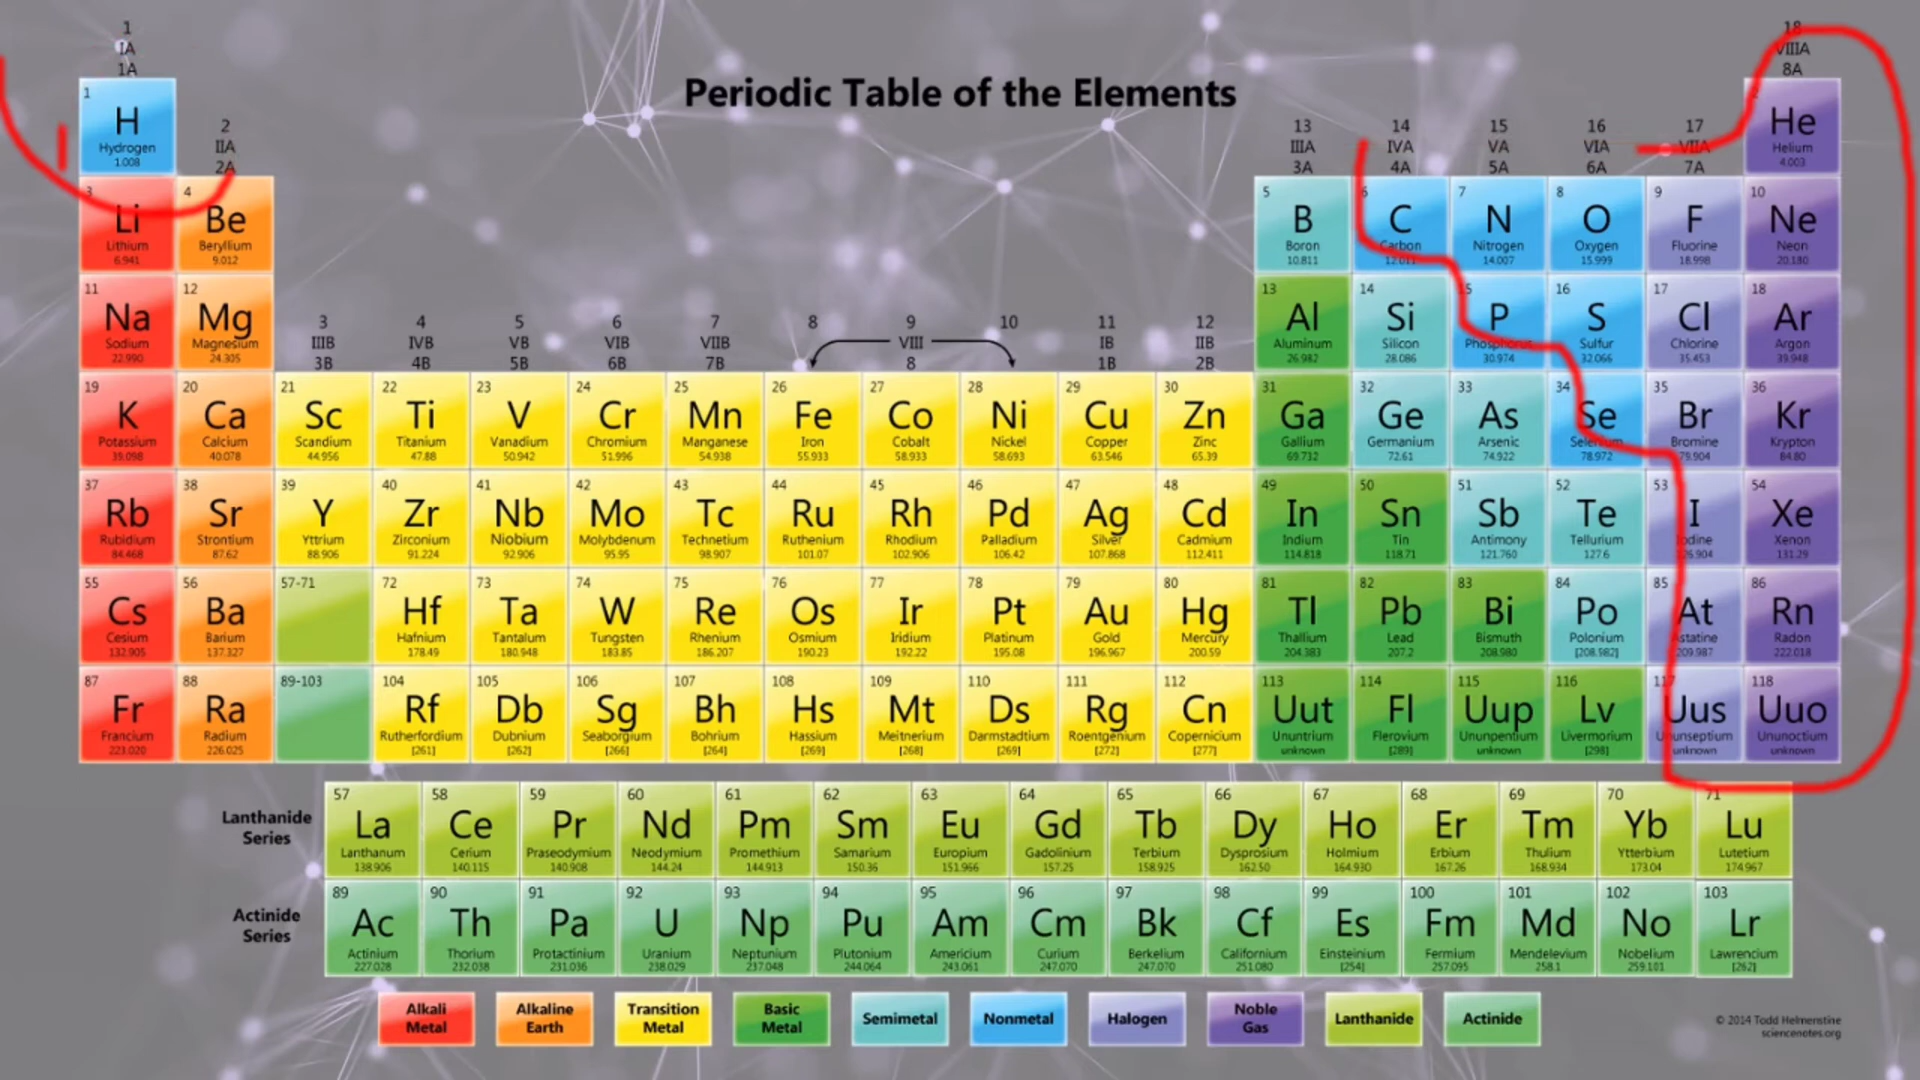 1 18
IA VIIIA
1A 8A
Periodic Table of the Elements
1
H He
Hydrogen Helium
1.008 4.003
2 13 14 15 16 17
IIA IIIA IVA VA VIA VIIA
2A 3A 4A 5A 6A 7A
3 4 5 6 7 8 9 10
Li Be B C N O F Ne
Lithium Beryllium Boron Carbon Nitrogen Oxygen Fluorine Neon
6.941 9.012 10.811 12.011 14.007 15.999 18.998 20.180
11 12 13 14 15 16 17 18
Na Mg Al Si P S Cl Ar
Sodium Magnesium Aluminum Silicon Phosphorus Sulfur Chlorine Argon
22.990 24.305 26.982 28.086 30.974 32.066 35.453 39.948
3 4 5 6 7 8 9 10 11 12
IIIB IVB VB VIB VIIB VIII IB IIB
3B 4B 5B 6B 7B 8 1B 2B
19 20 21 22 23 24 25 26 27 28 29 30 31 32 33 34 35 36
K Ca Sc Ti V Cr Mn Fe Co Ni Cu Zn Ga Ge As Se Br Kr
Potassium Calcium Scandium Titanium Vanadium Chromium Manganese Iron Cobalt Nickel Copper Zinc Gallium Germanium Arsenic Selenium Bromine Krypton
39.098 40.078 44.956 47.88 50.942 51.996 54.938 55.933 58.933 58.693 63.546 65.39 69.732 72.61 74.922 78.972 79.904 84.80
37 38 39 40 41 42 43 44 45 46 47 48 49 50 51 52 53 54
Rb Sr Y Zr Nb Mo Tc Ru Rh Pd Ag Cd In Sn Sb Te I Xe
Rubidium Strontium Yttrium Zirconium Niobium Molybdenum Technetium Ruthenium Rhodium Palladium Silver Cadmium Indium Tin Antimony Tellurium Iodine Xenon
84.468 87.62 88.906 91.224 92.906 95.95 98.907 101.07 102.906 106.42 107.868 112.411 114.818 118.71 121.760 127.6 126.904 131.29
55 56 57-71 72 73 74 75 76 77 78 79 80 81 82 83 84 85 86
Cs Ba Hf Ta W Re Os Ir Pt Au Hg Tl Pb Bi Po At Rn
Cesium Barium Hafnium Tantalum Tungsten Rhenium Osmium Iridium Platinum Gold Mercury Thallium Lead Bismuth Polonium Astatine Radon
132.905 137.327 178.49 180.948 183.85 186.207 190.23 192.22 195.08 196.967 200.59 204.383 207.2 208.980 [208.982] 209.987 222.018
87 88 89-103 104 105 106 107 108 109 110 111 112 113 114 115 116 117 118
Fr Ra Rf Db Sg Bh Hs Mt Ds Rg Cn Uut Fl Uup Lv Uus Uuo
Francium Radium Rutherfordium Dubnium Seaborgium Bohrium Hassium Meitnerium Darmstadtium Roentgenium Copernicium Ununtrium Flerovium Ununpentium Livermorium Ununseptium Ununoctium
223.020 226.025 [261] [262] [266] [264] [269] [268] [269] [272] [277] unknown [289] unknown [298] unknown unknown
Lanthanide
Series
57 58 59 60 61 62 63 64 65 66 67 68 69 70 71
La Ce Pr Nd Pm Sm Eu Gd Tb Dy Ho Er Tm Yb Lu
Lanthanum Cerium Praseodymium Neodymium Promethium Samarium Europium Gadolinium Terbium Dysprosium Holmium Erbium Thulium Ytterbium Lutetium
138.906 140.115 140.908 144.24 144.913 150.36 151.966 157.25 158.925 162.50 164.930 167.26 168.934 173.04 174.967
Actinide
Series
89 90 91 92 93 94 95 96 97 98 99 100 101 102 103
Ac Th Pa U Np Pu Am Cm Bk Cf Es Fm Md No Lr
Actinium Thorium Protactinium Uranium Neptunium Plutonium Americium Curium Berkelium Californium Einsteinium Fermium Mendelevium Nobelium Lawrencium
227.028 232.038 231.036 238.029 237.048 244.064 243.061 247.070 247.070 251.080 [254] 257.095 258.1 259.101 [262]
Alkali Metal
Alkaline Earth
Transition Metal
Basic Metal
Semimetal
Nonmetal
Halogen
Noble Gas
Lanthanide
Actinide
© 2014 Todd Helmenstine
sciencenotes.org